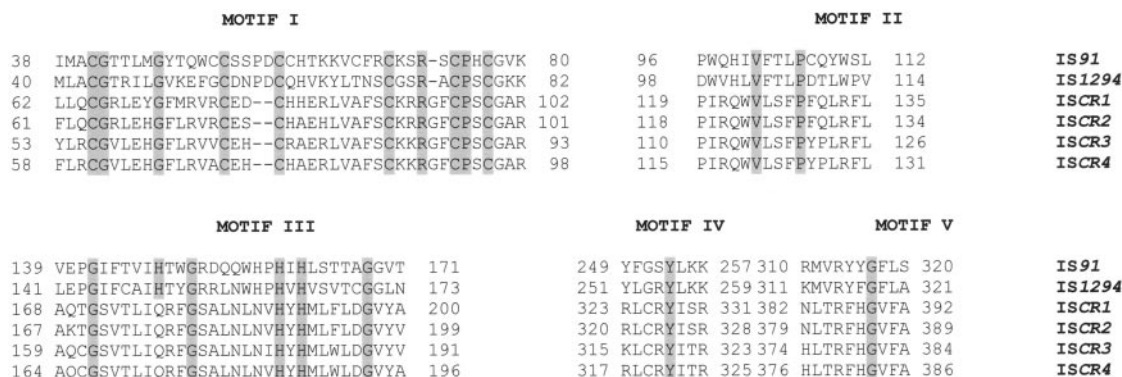 MOTIF I MOTIF II
38 IMACGTTLMGYTQWCCSSPDCCHTKKVCFRCKSR-SCPHCGVK 80 96 PWQHIVFTLPCQYWSL 112 IS91
40 MLACGTRILGVKEFGCDNPDCQHVKYLTNSCGSR-ACPSCGKK 82 98 DWVHLVFTLPDTLWPV 114 IS1294
62 LLQCGRLEYGFMRVRCED--CHHERLVAFSCKRRGFCPSCGAR 102 119 PIRQWVLSFPFQLRFL 135 ISCR1
61 FLQCGRLEHGFLRVRCES--CHAEHLVAFSCKRRGFCPSCGAR 101 118 PIRQWVLSFPFQLRFL 134 ISCR2
53 YLRCGVLEHGFLRVVCEH--CHAERLVAFSCKKRGFCPSCGAR 93 110 PIRQWVLSFPYPLRFL 126 ISCR3
58 FLRCGVLEHGFLRVACEH--CHAERLVAFSCKKRGFCPSCGAR 98 115 PIRQWVLSFPYPLRFL 131 ISCR4
MOTIF III MOTIF IV MOTIF V
139 VEPGIFTVIHTWGRDQQWHPHIHLSTTAGGVT 171 249 YFGSYLKK 257 310 RMVRYYGFLS 320 IS91
141 LEPGIFCAIHTYGRRLNWHPHVHVSVTCGGLN 173 251 YLGRYLKK 259 311 KMVRYFGFLA 321 IS1294
168 AQTGSVTLIQRFGSALNLNVHYHMLFLDGVYA 200 323 RLCRYISR 331 382 NLTRFHGVFA 392 ISCR1
167 AKTGSVTLIQRFGSALNLNVHYHMLFLDGVYV 199 320 RLCRYISR 328 379 NLTRFHGVFA 389 ISCR2
159 AQCGSVTLIQRFGSALNLNIHYHMLWLDGVYV 191 315 KLCRYITR 323 374 HLTRFHGVFA 384 ISCR3
164 AQCGSVTLIQRFGSALNLNVHYHMLWLDGVYA 196 317 RLCRYITR 325 376 HLTRFHGVFA 386 ISCR4